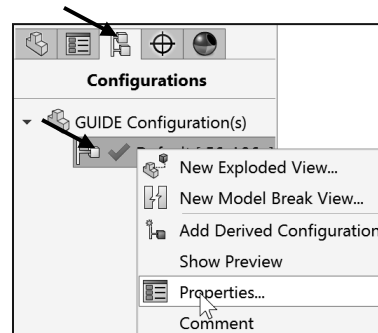 Configurations
GUIDE Configuration(s)
New Exploded View...
New Model Break View...
Add Derived Configuration
Show Preview
Properties...
Comment